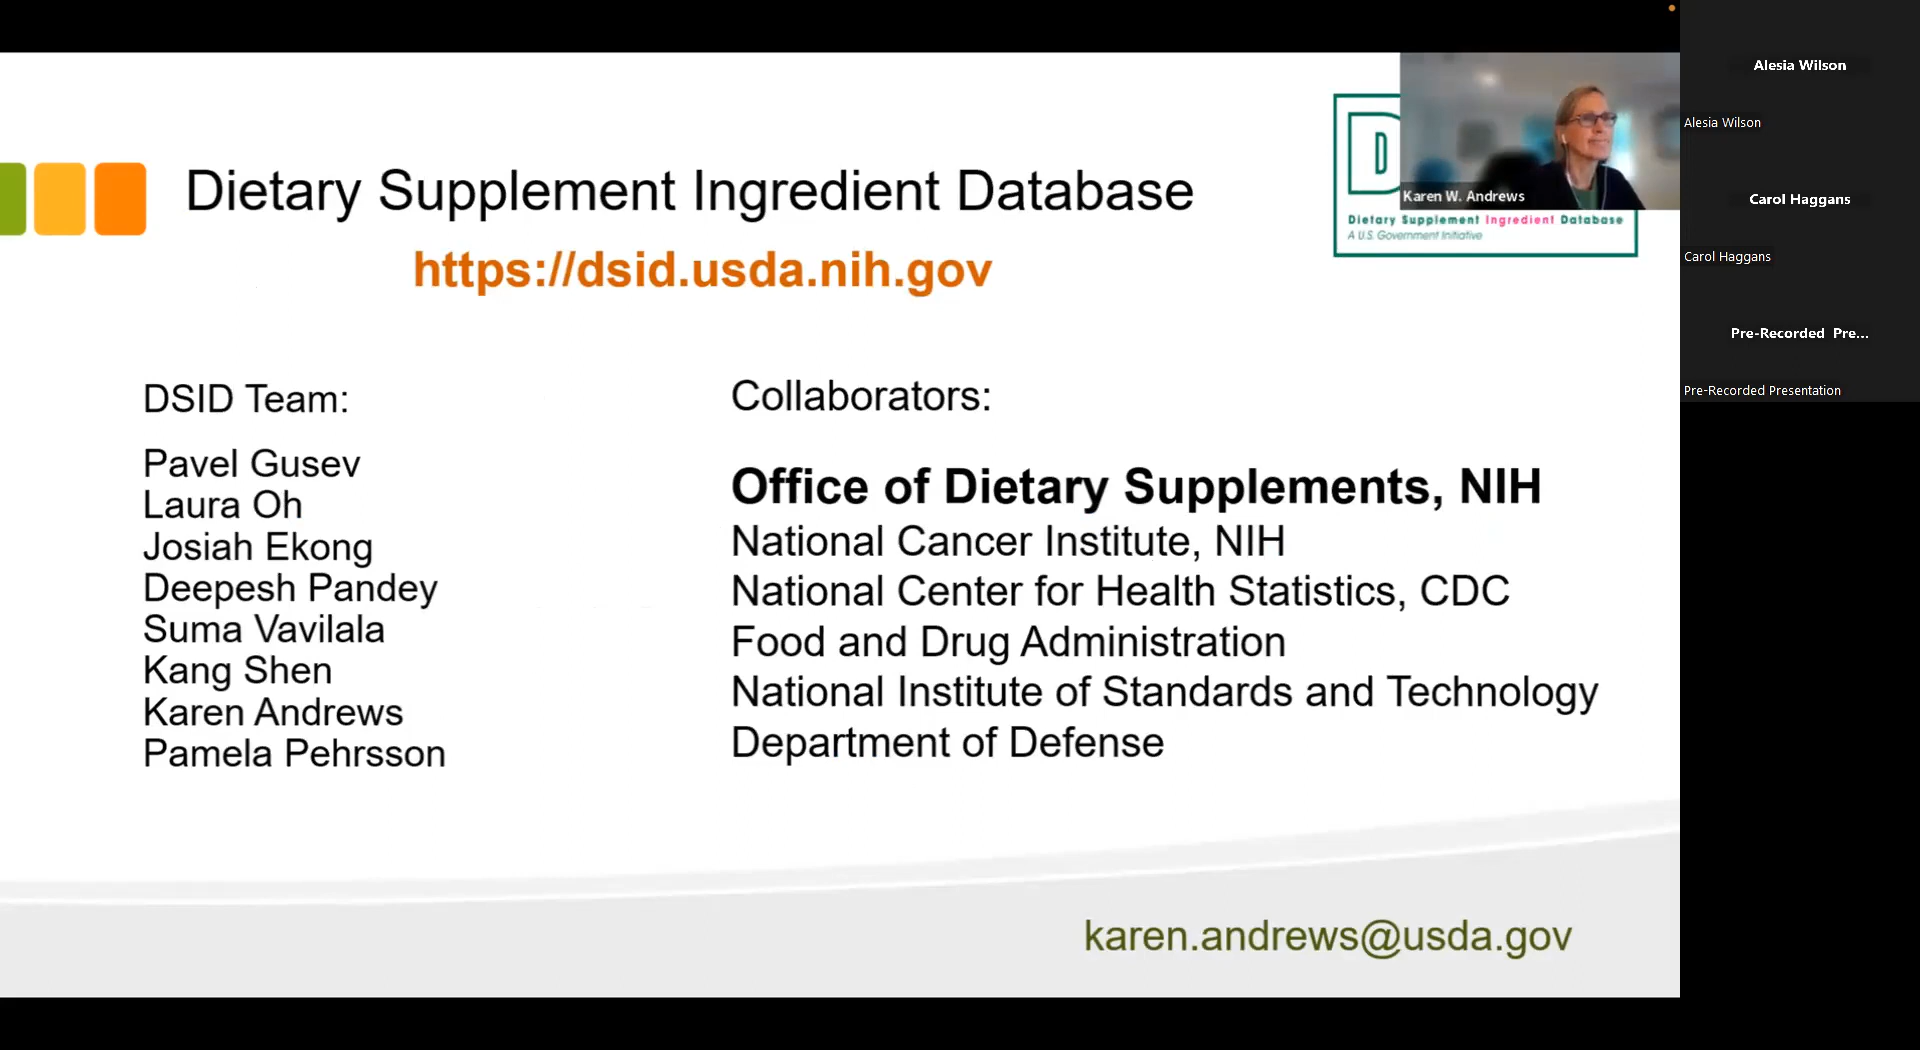 Dietary Supplement Ingredient Database
https://dsid.usda.nih.gov
D
Karen W. Andrews
Dietary Supplement Ingredient Database
A U.S. Government Initiative
DSID Team:
Pavel Gusev
Laura Oh
Josiah Ekong
Deepesh Pandey
Suma Vavilala
Kang Shen
Karen Andrews
Pamela Pehrsson
Collaborators:
Office of Dietary Supplements, NIH
National Cancer Institute, NIH
National Center for Health Statistics, CDC
Food and Drug Administration
National Institute of Standards and Technology
Department of Defense
karen.andrews@usda.gov
Alesia Wilson
Alesia Wilson
Carol Haggans
Carol Haggans
Pre-Recorded Pre...
Pre-Recorded Presentation